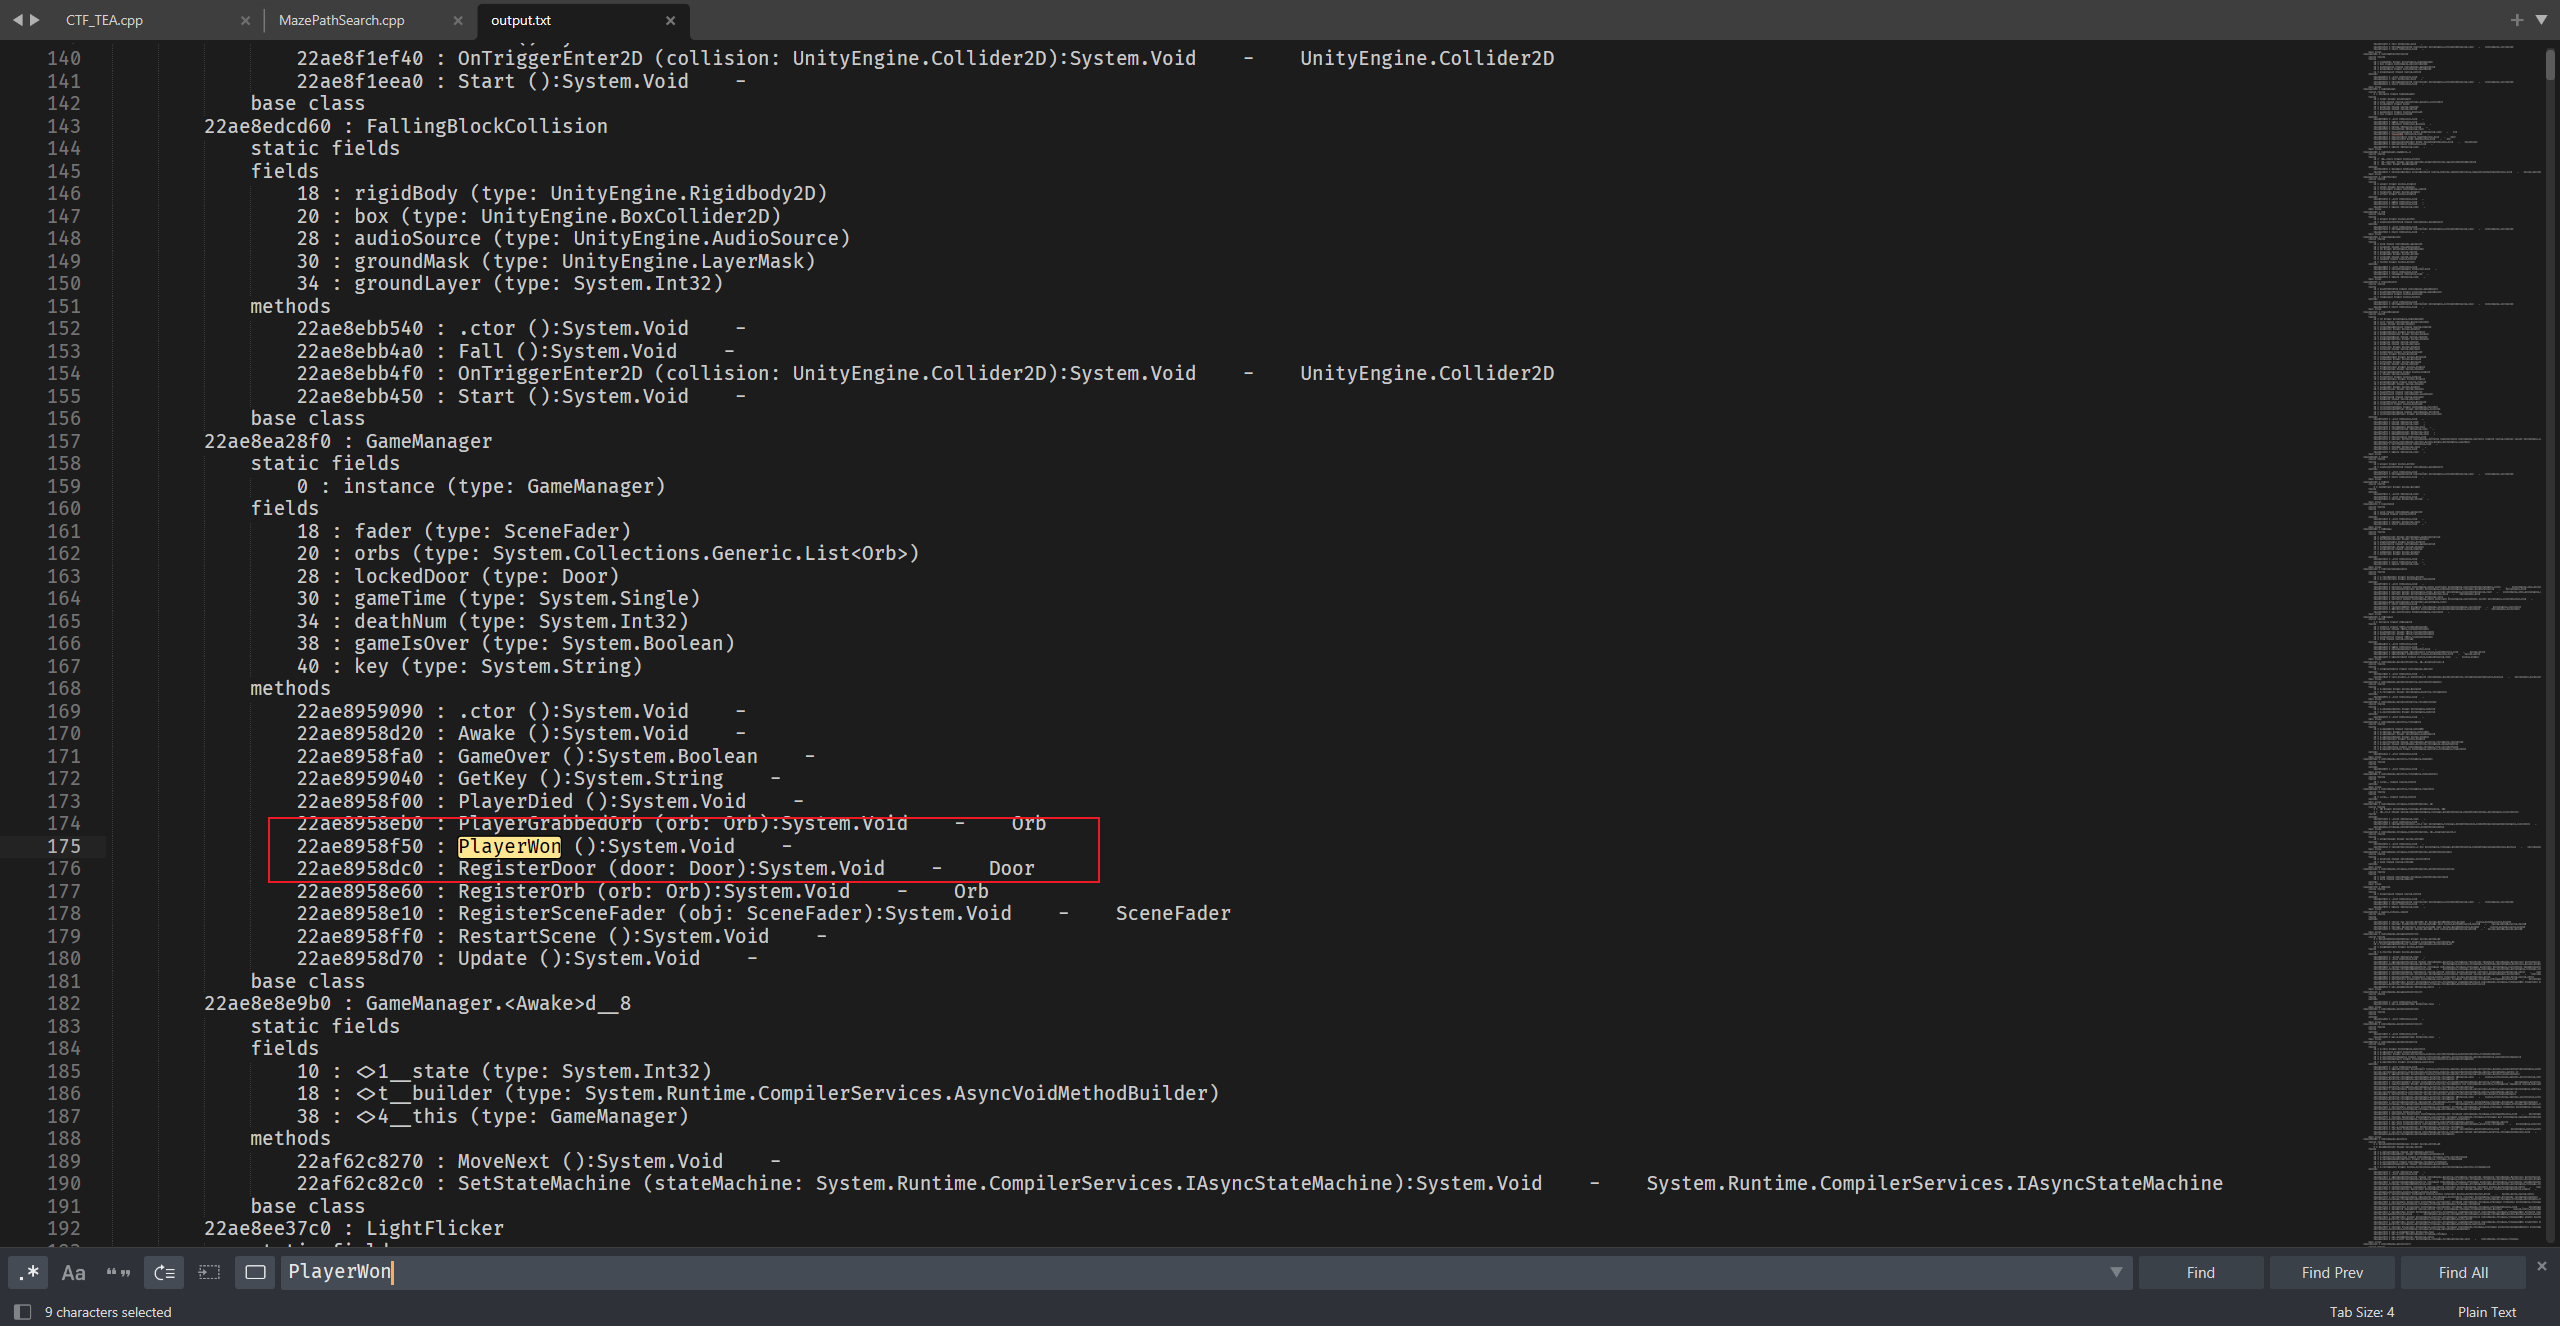 CTF_TEA.cpp
MazePathSearch.cpp
output.txt
140 22ae8f1ef40 : OnTriggerEnter2D (collision: UnityEngine.Collider2D):System.Void - UnityEngine.Collider2D
141 22ae8f1eea0 : Start ():System.Void -
142 base class
143 22ae8edcd60 : FallingBlockCollision
144 static fields
145 fields
146 18 : rigidBody (type: UnityEngine.Rigidbody2D)
147 20 : box (type: UnityEngine.BoxCollider2D)
148 28 : audioSource (type: UnityEngine.AudioSource)
149 30 : groundMask (type: UnityEngine.LayerMask)
150 34 : groundLayer (type: System.Int32)
151 methods
152 22ae8ebb540 : .ctor ():System.Void -
153 22ae8ebb4a0 : Fall ():System.Void -
154 22ae8ebb4f0 : OnTriggerEnter2D (collision: UnityEngine.Collider2D):System.Void - UnityEngine.Collider2D
155 22ae8ebb450 : Start ():System.Void -
156 base class
157 22ae8ea28f0 : GameManager
158 static fields
159 0 : instance (type: GameManager)
160 fields
161 18 : fader (type: SceneFader)
162 20 : orbs (type: System.Collections.Generic.List<Orb>)
163 28 : lockedDoor (type: Door)
164 30 : gameTime (type: System.Single)
165 34 : deathNum (type: System.Int32)
166 38 : gameIsOver (type: System.Boolean)
167 40 : key (type: System.String)
168 methods
169 22ae8959090 : .ctor ():System.Void -
170 22ae8958d20 : Awake ():System.Void -
171 22ae8958fa0 : GameOver ():System.Boolean -
172 22ae8959040 : GetKey ():System.String -
173 22ae8958f00 : PlayerDied ():System.Void -
174 22ae8958eb0 : PlayerGrabbedOrb (orb: Orb):System.Void - Orb
175 22ae8958f50 : PlayerWon ():System.Void -
176 22ae8958dc0 : RegisterDoor (door: Door):System.Void - Door
177 22ae8958e60 : RegisterOrb (orb: Orb):System.Void - Orb
178 22ae8958e10 : RegisterSceneFader (obj: SceneFader):System.Void - SceneFader
179 22ae8958ff0 : RestartScene ():System.Void -
180 22ae8958d70 : Update ():System.Void -
181 base class
182 22ae8e8e9b0 : GameManager.<Awake>d__8
183 static fields
184 fields
185 10 : <>1__state (type: System.Int32)
186 18 : <>t__builder (type: System.Runtime.CompilerServices.AsyncVoidMethodBuilder)
187 38 : <>4__this (type: GameManager)
188 methods
189 22af62c8270 : MoveNext ():System.Void -
190 22af62c82c0 : SetStateMachine (stateMachine: System.Runtime.CompilerServices.IAsyncStateMachine):System.Void - System.Runtime.CompilerServices.IAsyncStateMachine
191 base class
192 22ae8ee37c0 : LightFlicker
.* Aa “” PlayerWon Find Find Prev Find All
9 characters selected Tab Size: 4 Plain Text